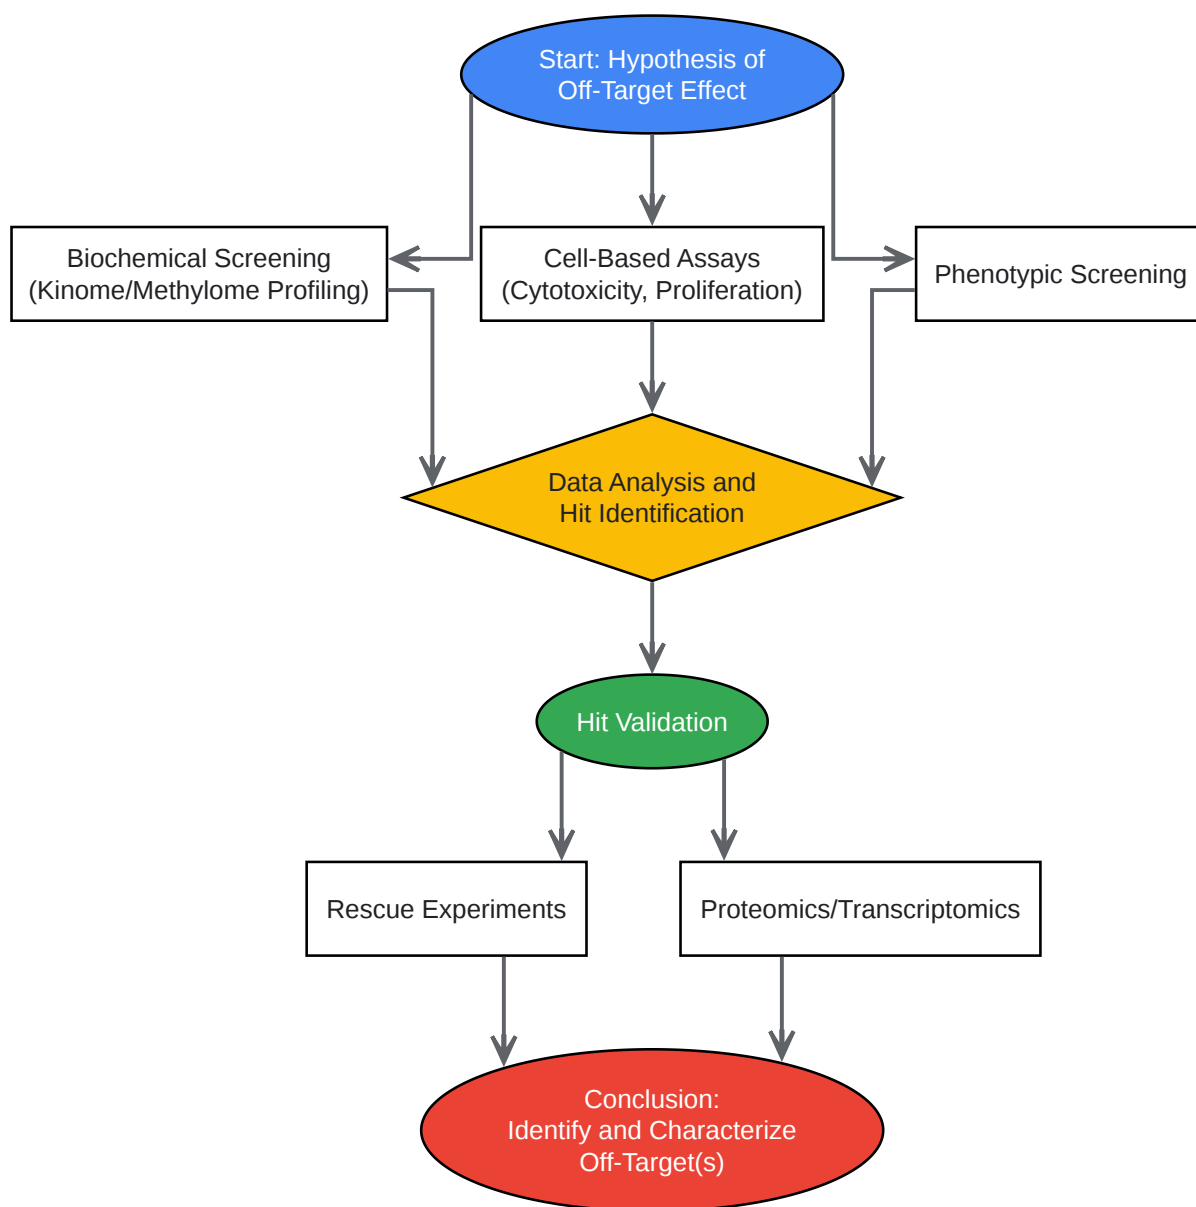 Start: Hypothesis of
Off-Target Effect
Biochemical Screening
(Kinome/Methylome Profiling)
Cell-Based Assays
(Cytotoxicity, Proliferation)
Phenotypic Screening
Data Analysis and
Hit Identification
Hit Validation
Rescue Experiments
Proteomics/Transcriptomics
Conclusion:
Identify and Characterize
Off-Target(s)